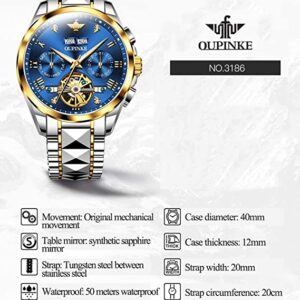 OUPINKE
NO.3186
Movement: Original mechanical
movement
Case diameter: 40mm
Table mirror: synthetic sapphire
mirror
Case thickness: 12mm
Strap: Tungsten steel between
stainless steel
Strap width: 20mm
Waterproof: 50 meters waterproof
Strap circumference: 20cm